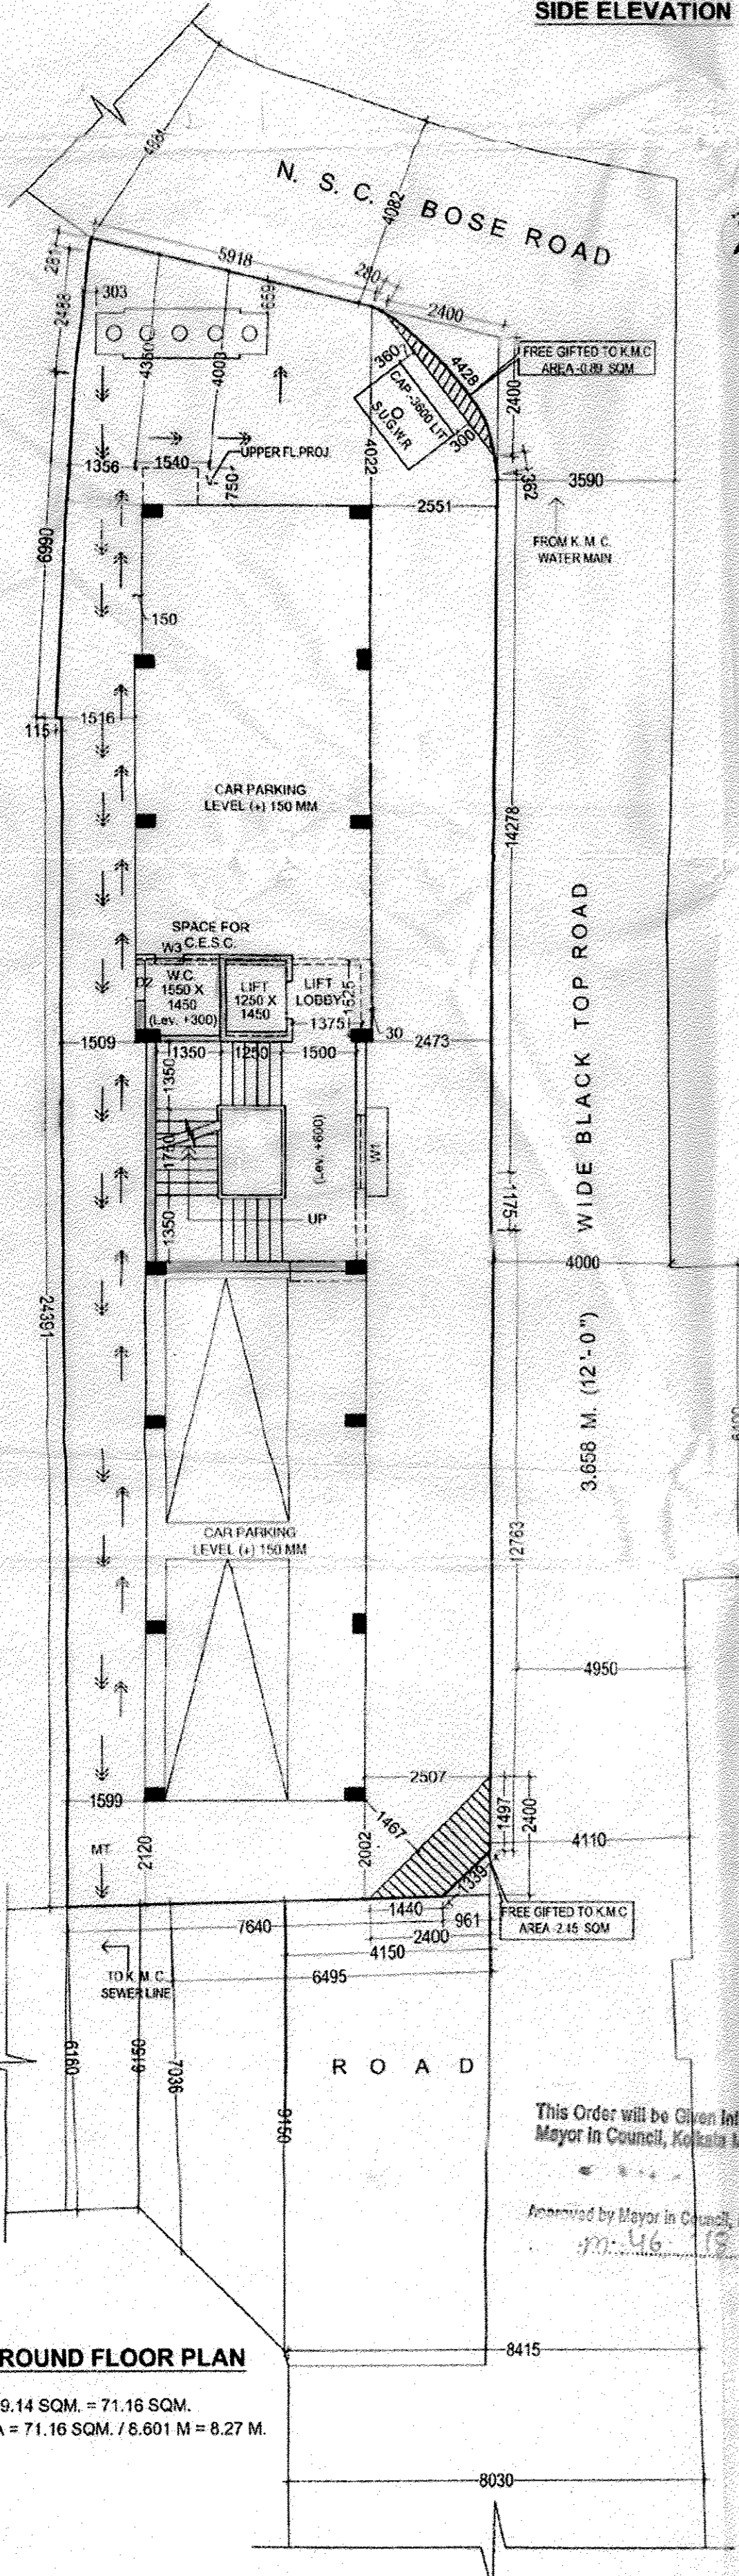 SIDE ELEVATION
N. S. C. BOSE ROAD
4082
5918
280
2400
281
2488
303
659
4350
4003
360
4428
FREE GIFTED TO K.M.C
AREA -0.89 SQM
2400
CAP.-3600 LIT
S.U.G.W.R
300
4022
1356
1540
UPPER FL.PROJ.
750
362
3590
2551
FROM K. M. C.
WATER MAIN
6990
150
115
1516
CAR PARKING
LEVEL (+) 150 MM
14278
SPACE FOR
C.E.S.C.
W3
D2
W.C.
1550 X
1450
(Lev. +300)
LIFT
1250 X
1450
LIFT
LOBBY
1625
1375
30
1509
1350
1250
1500
2473
1350
1750
1350
(Lev. +600)
W1
UP
1175
WIDE BLACK TOP ROAD
4000
24391
3.658 M. (12'-0")
12763
CAR PARKING
LEVEL (+) 150 MM
4950
2507
1599
1467
1497
2400
MT
2120
2002
4110
1339
1440
961
FREE GIFTED TO K.M.C
AREA -2.45 SQM
7640
2400
4150
6495
TO K. M. C.
SEWER LINE
6160
6150
7036
9150
ROAD
This Order will be Given
Mayor in Council, Kolkata
Approved by Mayor in Council,
ROUND FLOOR PLAN
8415
9.14 SQM. = 71.16 SQM.
A = 71.16 SQM. / 8.601 M = 8.27 M.
8030